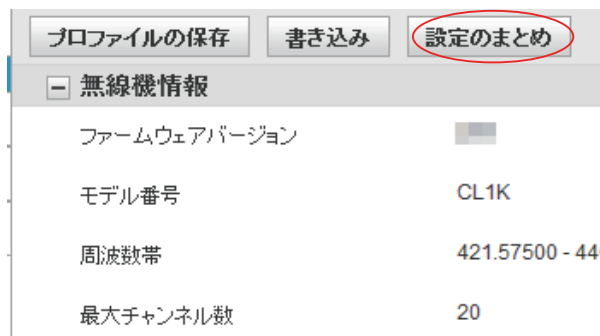 プロファイルの保存 書き込み 設定のまとめ
無線機情報
ファームウェアバージョン
モデル番号 CL1K
周波数帯 421.57500 - 44
最大チャンネル数 20